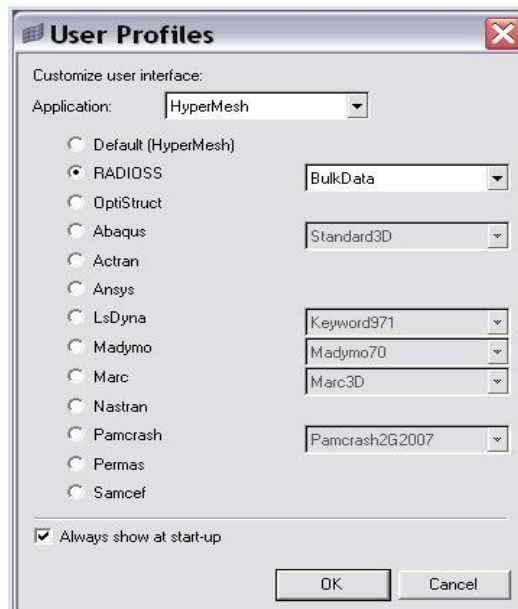 User Profiles
Customize user interface:
Application: HyperMesh
Default (HyperMesh)
RADIOSS BulkData
OptiStruct
Abaqus Standard3D
Actran
Ansys
LsDyna Keyword971
Madymo Madymo70
Marc Marc3D
Nastran
Pamcrash Pamcrash2G2007
Permas
Samcef
Always show at start-up
OK Cancel